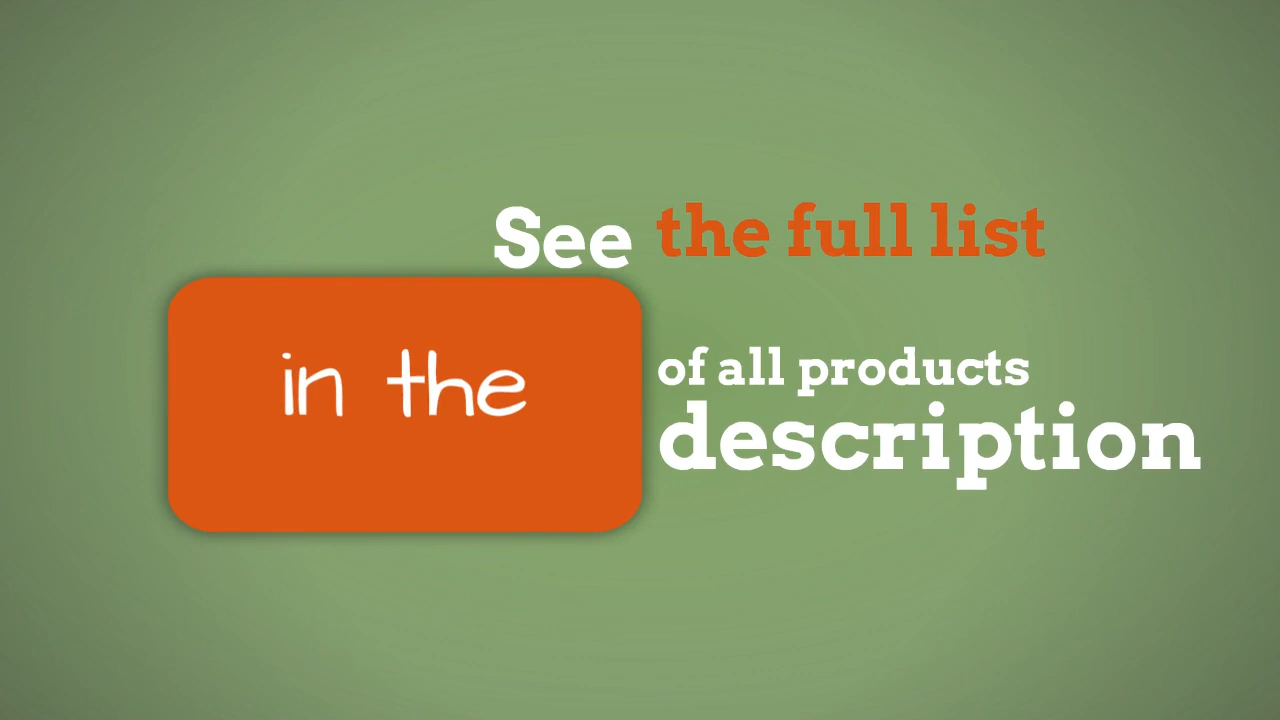 See the full list
of all products
in the
description